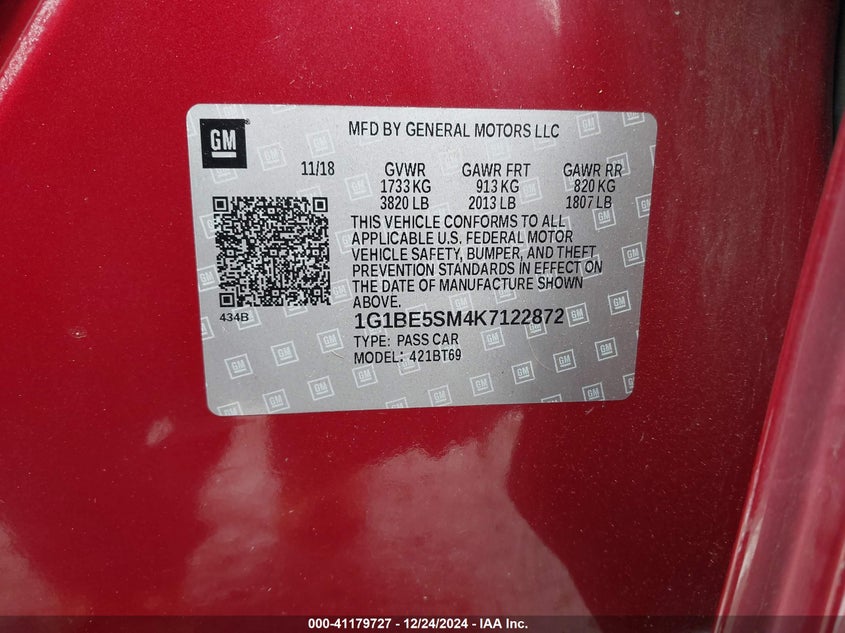 GM
MFD BY GENERAL MOTORS LLC
11/18 GVWR GAWR FRT GAWR RR
1733 KG 913 KG 820 KG
3820 LB 2013 LB 1807 LB
THIS VEHICLE CONFORMS TO ALL
APPLICABLE U.S. FEDERAL MOTOR
VEHICLE SAFETY, BUMPER, AND THEFT
PREVENTION STANDARDS IN EFFECT ON
THE DATE OF MANUFACTURE SHOWN
ABOVE.
434B
1G1BE5SM4K7122872
TYPE: PASS CAR
MODEL: 421BT69
000-41179727 - 12/24/2024 - IAA Inc.